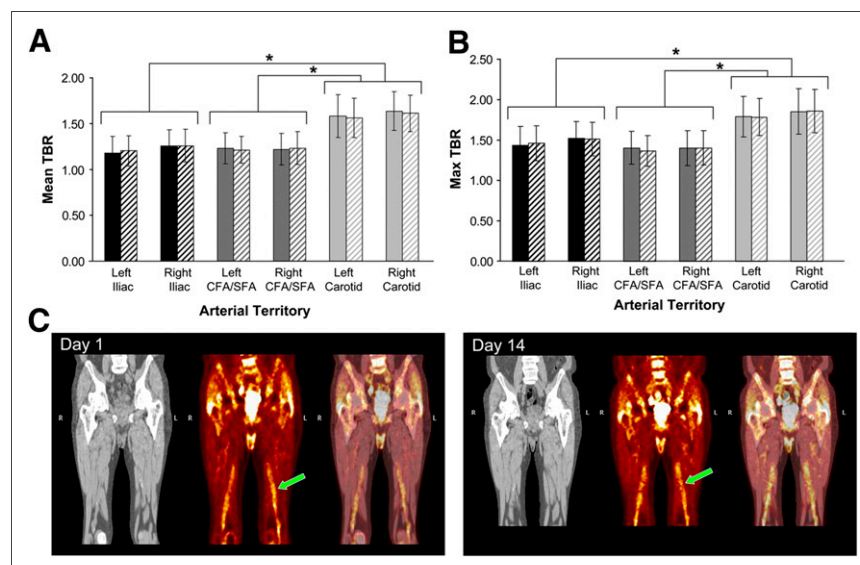 A
*
*
2.00
1.50
1.00
0.50
0.00
Mean TBR
Left Iliac
Right Iliac
Left CFA/SFA
Right CFA/SFA
Left Carotid
Right Carotid
Arterial Territory
B
*
*
2.50
2.00
1.50
1.00
0.50
0.00
Max TBR
Left Iliac
Right Iliac
Left CFA/SFA
Right CFA/SFA
Left Carotid
Right Carotid
Arterial Territory
C
Day 1
R L R L R L
Day 14
R L R L R L